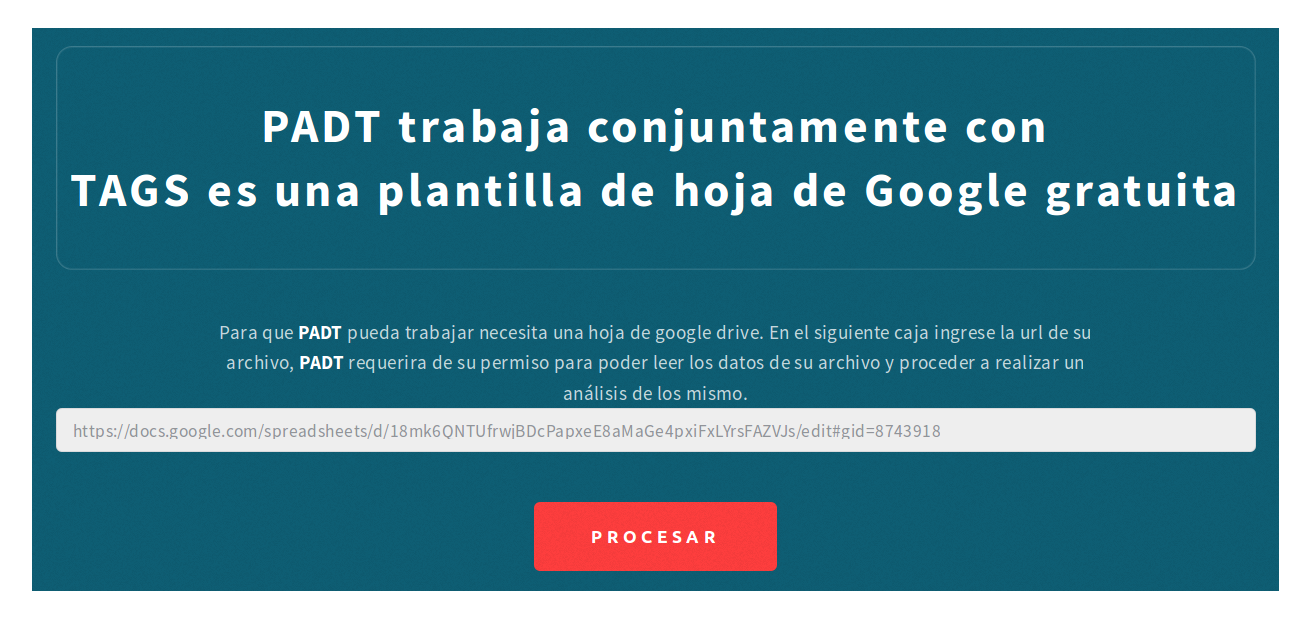 PADT trabaja conjuntamente con
TAGS es una plantilla de hoja de Google gratuita
Para que PADT pueda trabajar necesita una hoja de google drive. En el siguiente caja ingrese la url de su
archivo, PADT requerira de su permiso para poder leer los datos de su archivo y proceder a realizar un
análisis de los mismo.
https://docs.google.com/spreadsheets/d/18mk6QNTUfrwjBDcPapxeE8aMaGe4pxiFxLYrsFAZVJs/edit#gid=8743918
PROCESAR